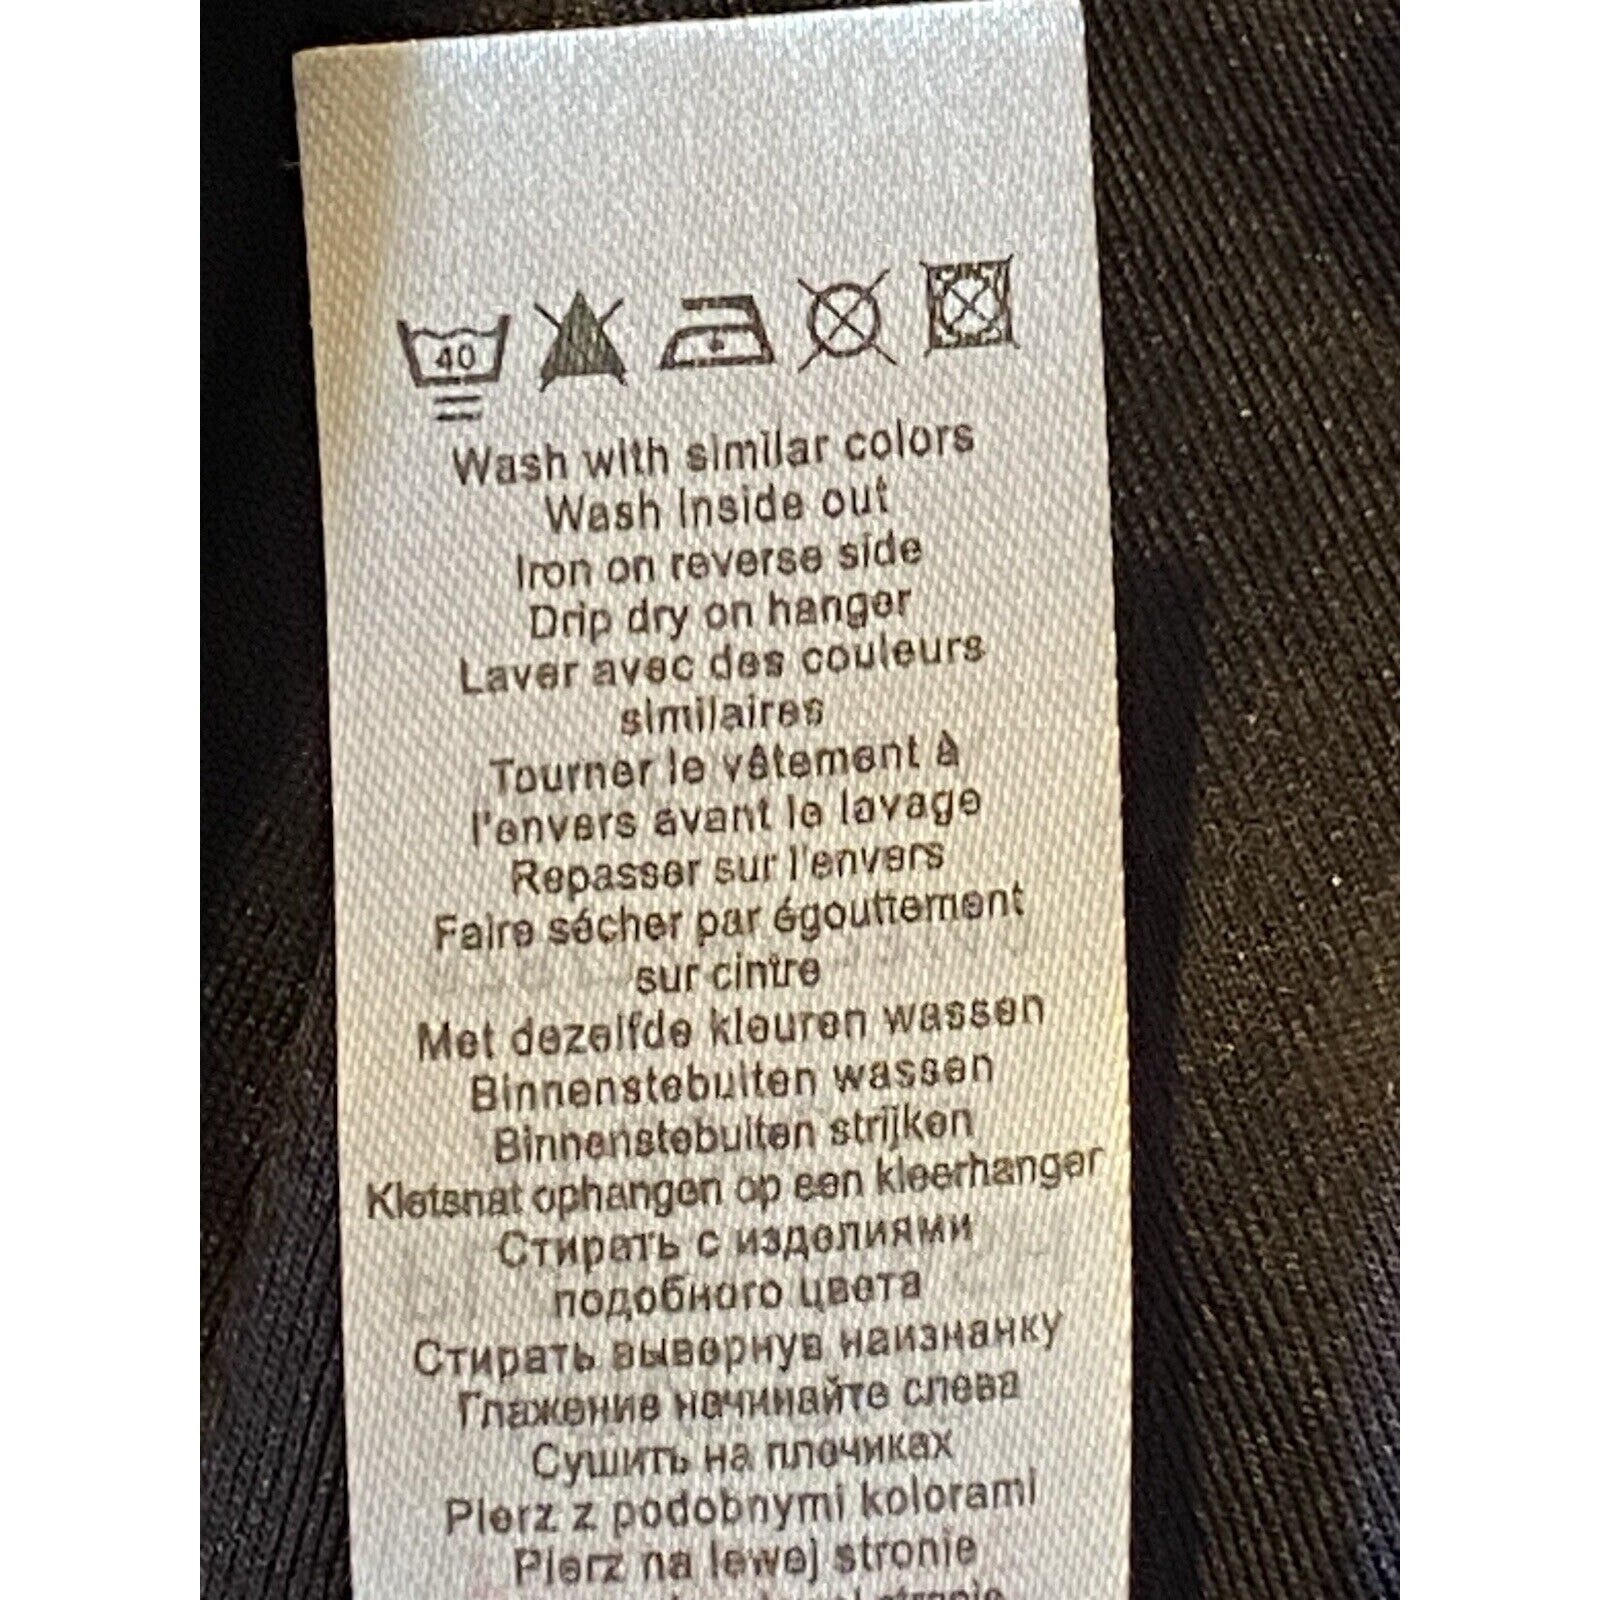 40
Wash with similar colors
Wash inside out
Iron on reverse side
Drip dry on hanger
Laver avec des couleurs
similaires
Tourner le vêtement à
l'envers avant le lavage
Repasser sur l'envers
Faire sécher par égouttement
sur cintre
Met dezelfde kleuren wassen
Binnenstebuiten wassen
Binnenstebuiten strijken
Kletsnat ophangen op een kleerhanger
Стирать с изделиями
подобного цвета
Стирать вывернув наизнанку
Глажение начинайте слева
Сушить на плечиках
Pierz z podobnymi kolorami
Pierz na lewej stronie
stronie